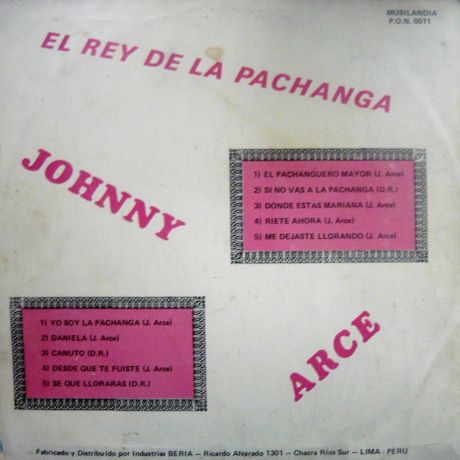 MUSILANDIA
P.O.N. 0011
EL REY DE LA PACHANGA
JOHNNY
1) EL PACHANGUERO MAYOR (J. Arce)
2) SI NO VAS A LA PACHANGA (D.R.)
3) DONDE ESTAS MARIANA (J. Arce)
4) RIETE AHORA (J. Arce)
5) ME DEJASTE LLORANDO (J. Arce)
ARCE
1) YO SOY LA PACHANGA (J. Arce)
2) DANIELA (J. Arce)
3) CANUTO (D.R.)
4) DESDE QUE TE FUISTE (J. Arce)
5) SE QUE LLORARAS (D.R.)
Fabricado y Distribuído por Industrias BERIA — Ricardo Alvarado 1301 — Chacra Ríos Sur — LIMA - PERU